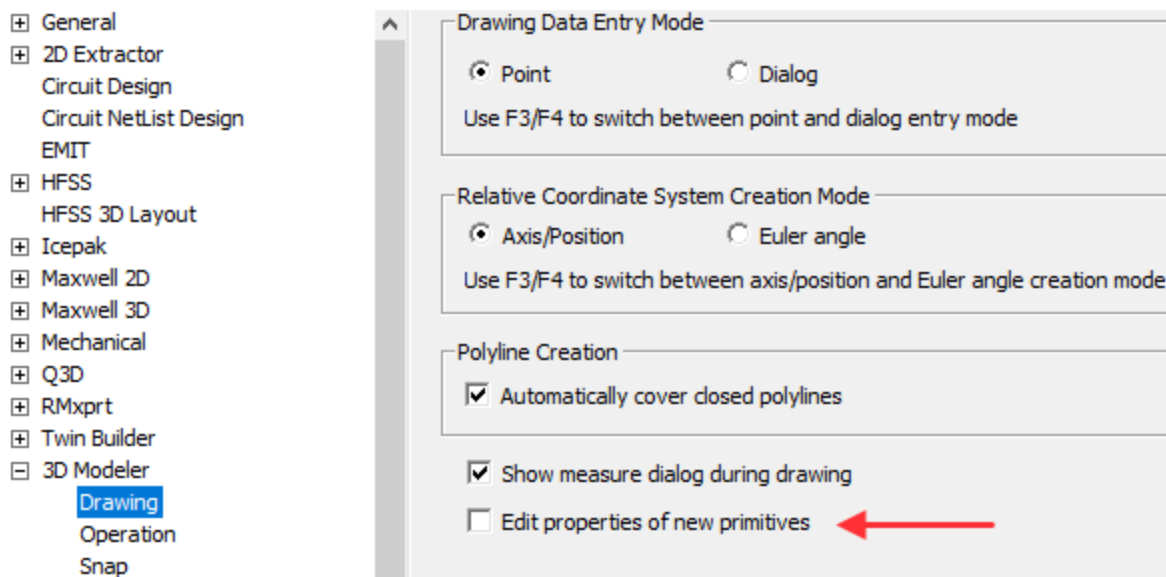 General
2D Extractor
Circuit Design
Circuit NetList Design
EMIT
HFSS
HFSS 3D Layout
Icepak
Maxwell 2D
Maxwell 3D
Mechanical
Q3D
RMxprt
Twin Builder
3D Modeler
Drawing
Operation
Snap
Drawing Data Entry Mode
Point Dialog
Use F3/F4 to switch between point and dialog entry mode
Relative Coordinate System Creation Mode
Axis/Position Euler angle
Use F3/F4 to switch between axis/position and Euler angle creation mode
Polyline Creation
Automatically cover closed polylines
Show measure dialog during drawing
Edit properties of new primitives